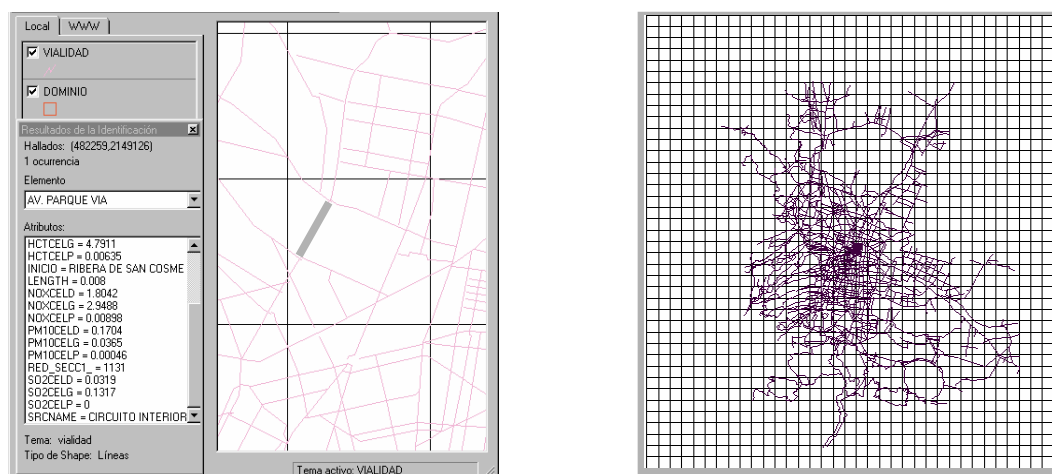 Local WWW
VIALIDAD
DOMINIO
Resultados de la Identificación
Hallados: (482259,2149126)
1 ocurrencia
Elemento
AV. PARQUE VIA
Atributos:
HCTCELG = 4.7911
HCTCELP = 0.00635
INICIO = RIBERA DE SAN COSME
LENGTH = 0.008
NOXCELD = 1.8042
NOXCELG = 2.9488
NOXCELP = 0.00898
PM10CELD = 0.1704
PM10CELG = 0.0365
PM10CELP = 0.00046
RED_SECC1_ = 1131
SO2CELD = 0.0319
SO2CELG = 0.1317
SO2CELP = 0
SRCNAME = CIRCUITO INTERIOR
Tema: vialidad
Tipo de Shape: Líneas
Tema activo: VIALIDAD